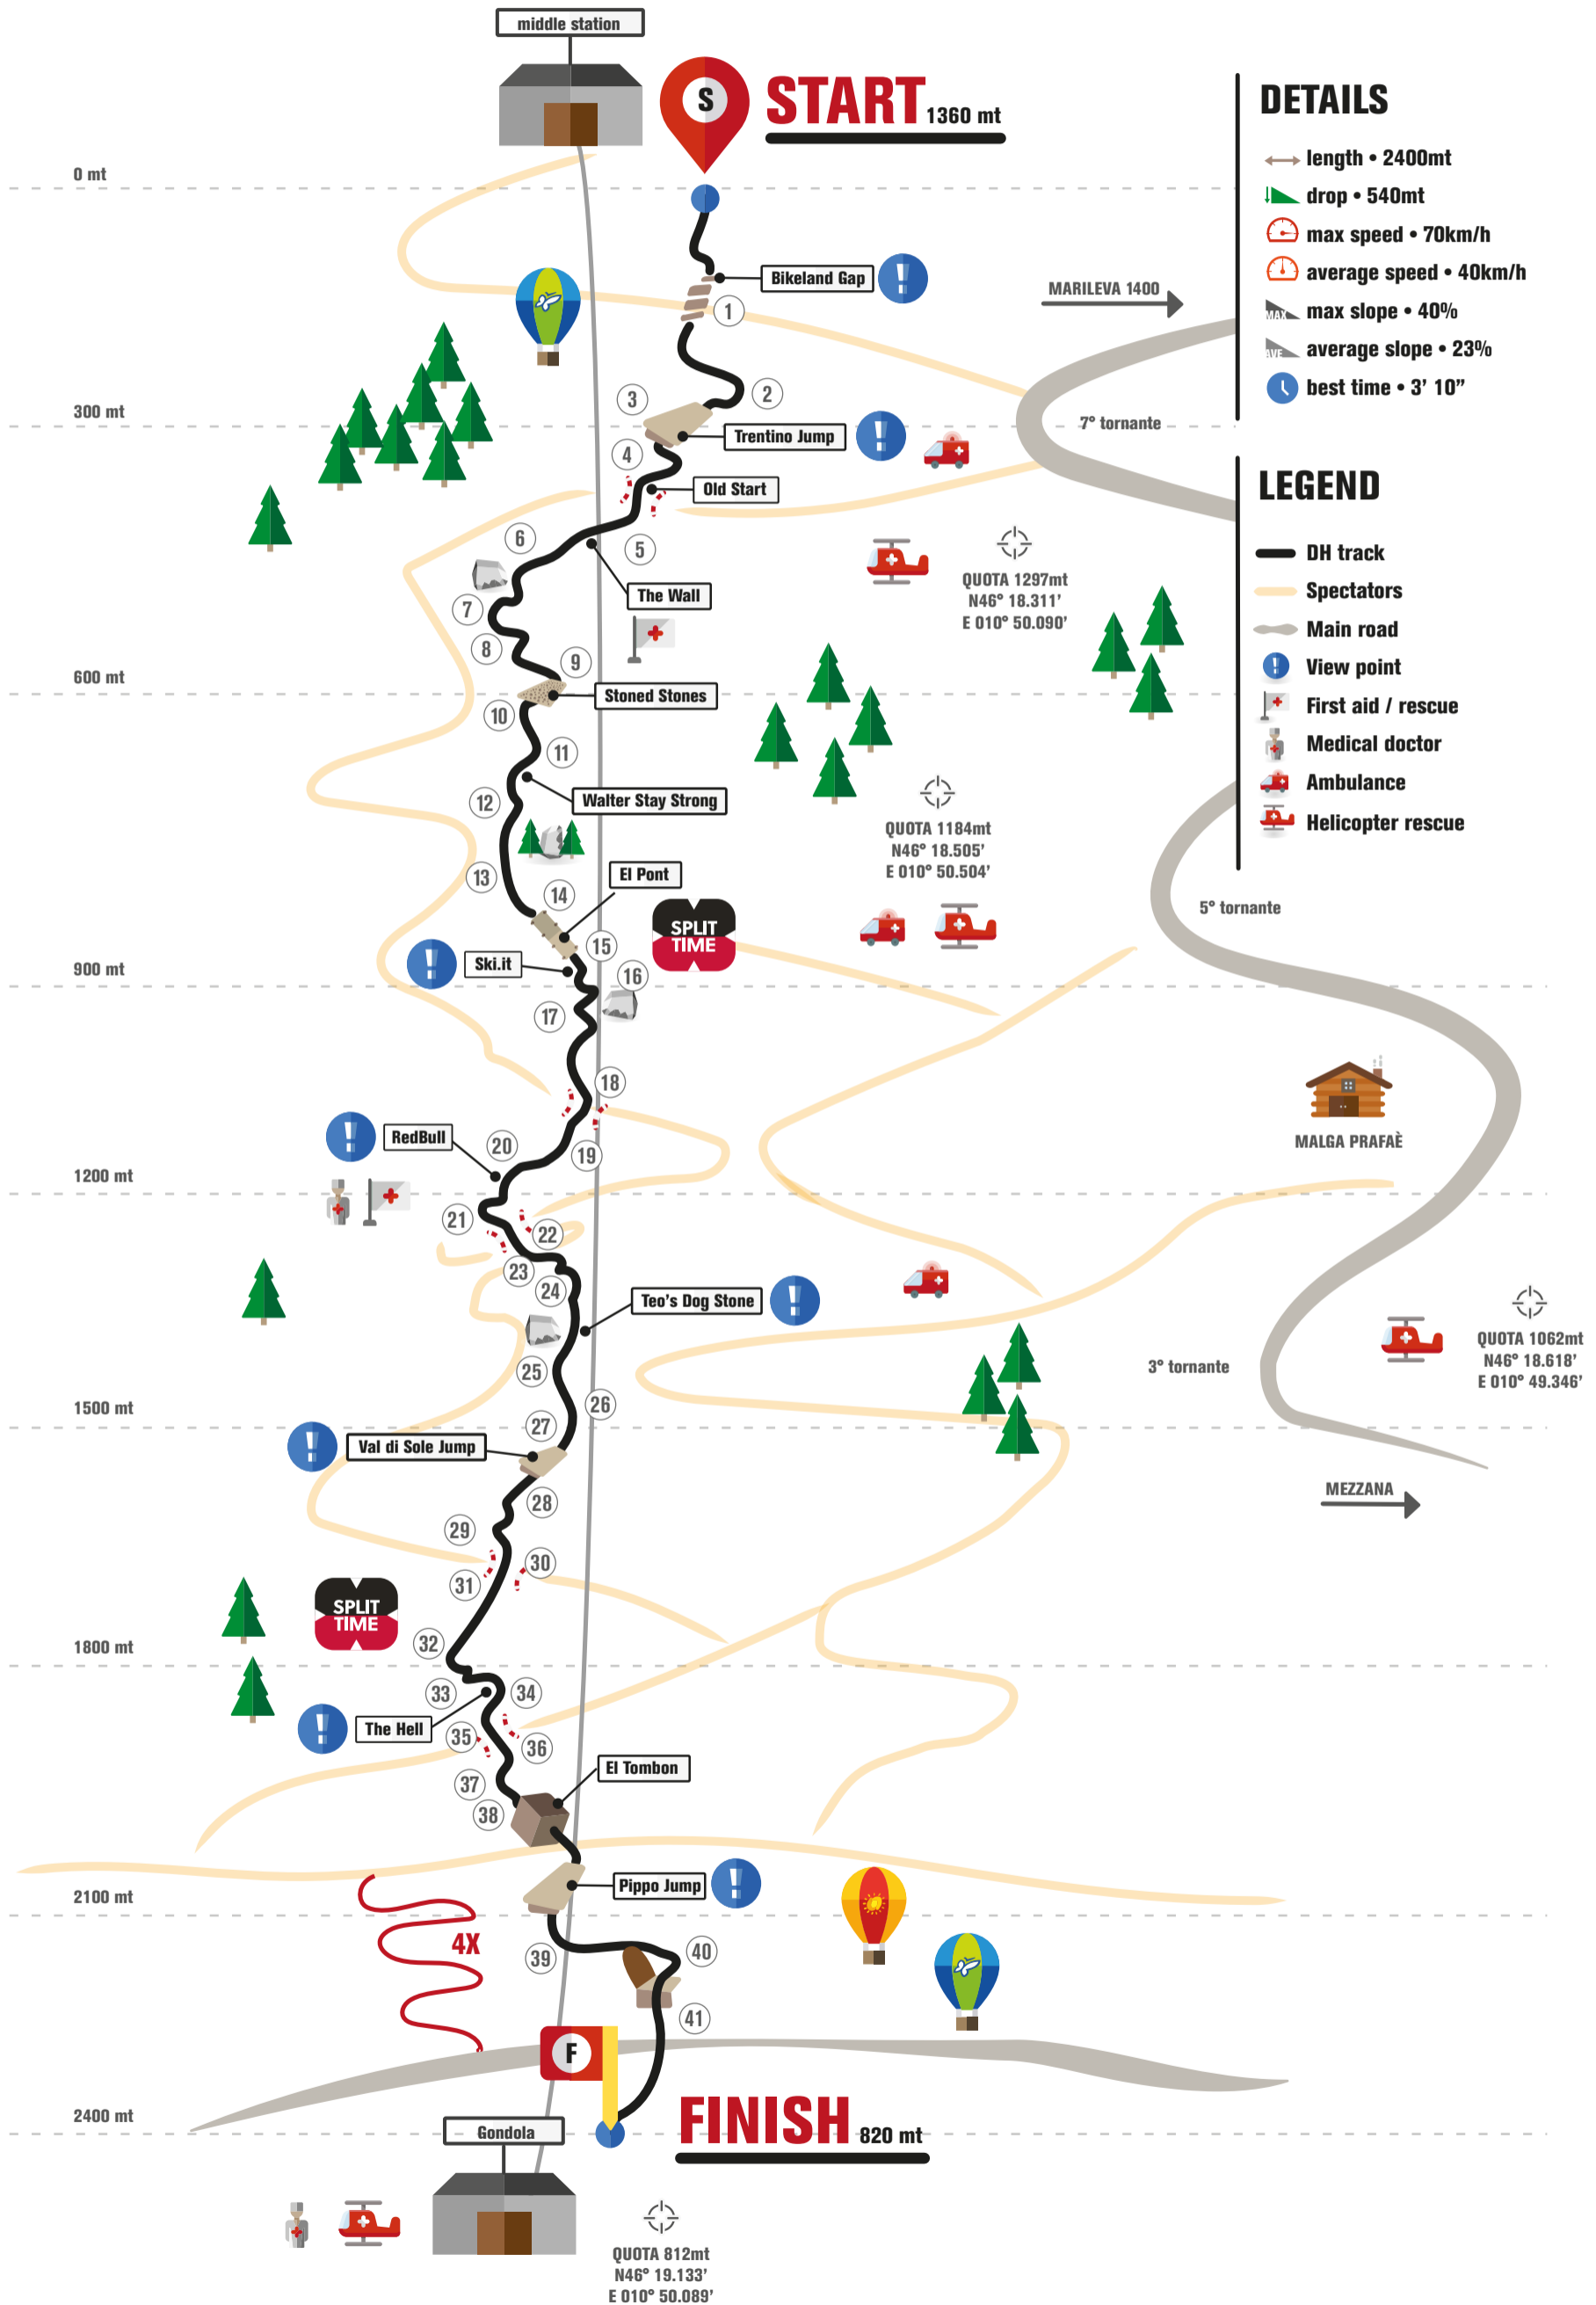 middle station
S
START 1360 mt
0 mt
Bikeland Gap
!
1
MARILEVA 1400
2
3
300 mt
Trentino Jump
!
7° tornante
4
Old Start
5
6
QUOTA 1297mt
N46° 18.311’
E 010° 50.090’
The Wall
7
8
9
600 mt
Stoned Stones
10
11
Walter Stay Strong
12
QUOTA 1184mt
N46° 18.505’
E 010° 50.504’
13
El Pont
14
SPLIT
TIME
5° tornante
15
!
Ski.it
900 mt
16
17
18
MALGA PRAFAÈ
!
RedBull
20
19
1200 mt
21
22
23
24
Teo’s Dog Stone
!
QUOTA 1062mt
N46° 18.618’
E 010° 49.346’
3° tornante
25
26
1500 mt
27
!
Val di Sole Jump
MEZZANA
28
29
30
31
SPLIT
TIME
32
1800 mt
33
34
!
The Hell
35
36
El Tombon
37
38
Pippo Jump
!
2100 mt
4X
39
40
41
F
FINISH 820 mt
2400 mt
Gondola
QUOTA 812mt
N46° 19.133’
E 010° 50.089’
DETAILS
length • 2400mt
drop • 540mt
max speed • 70km/h
average speed • 40km/h
MAX max slope • 40%
AVE average slope • 23%
best time • 3’ 10”
LEGEND
DH track
Spectators
Main road
! View point
First aid / rescue
Medical doctor
Ambulance
Helicopter rescue